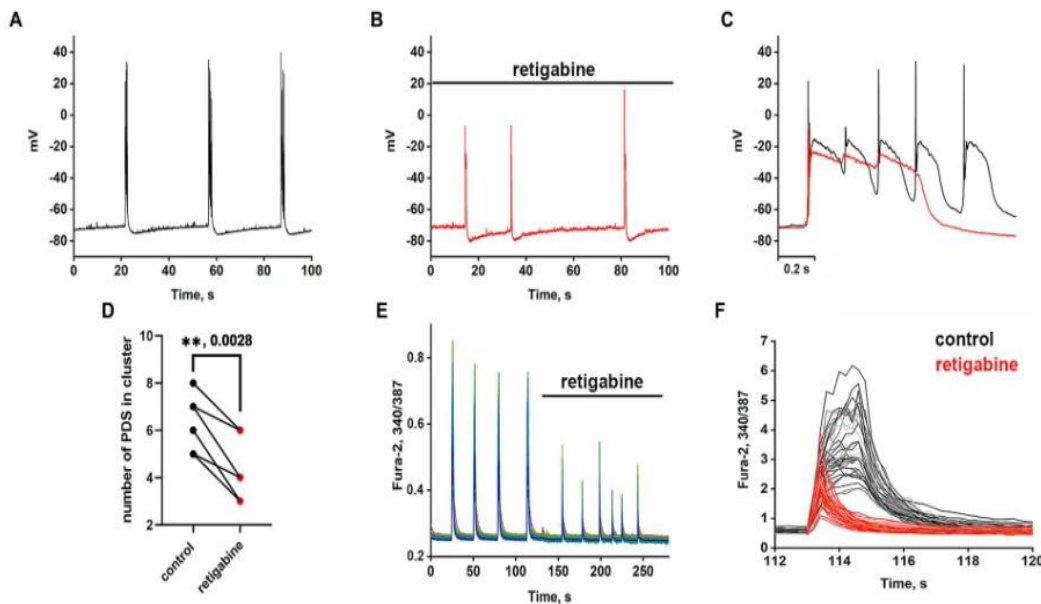 A
40
20
0
-20
-40
-60
-80
mV
0 20 40 60 80 100
Time, s
B
retigabine
40
20
0
-20
-40
-60
-80
mV
0 20 40 60 80 100
Time, s
C
40
20
0
-20
-40
-60
-80
mV
0.2 s
D
**, 0.0028
10
8
6
4
2
number of PDS in cluster
control
retigabine
E
retigabine
0.8
0.6
0.4
0.2
Fura-2, 340/387
0 50 100 150 200 250
Time, s
F
control
retigabine
7
6
5
4
3
2
1
0
Fura-2, 340/387
112 114 116 118 120
Time, s